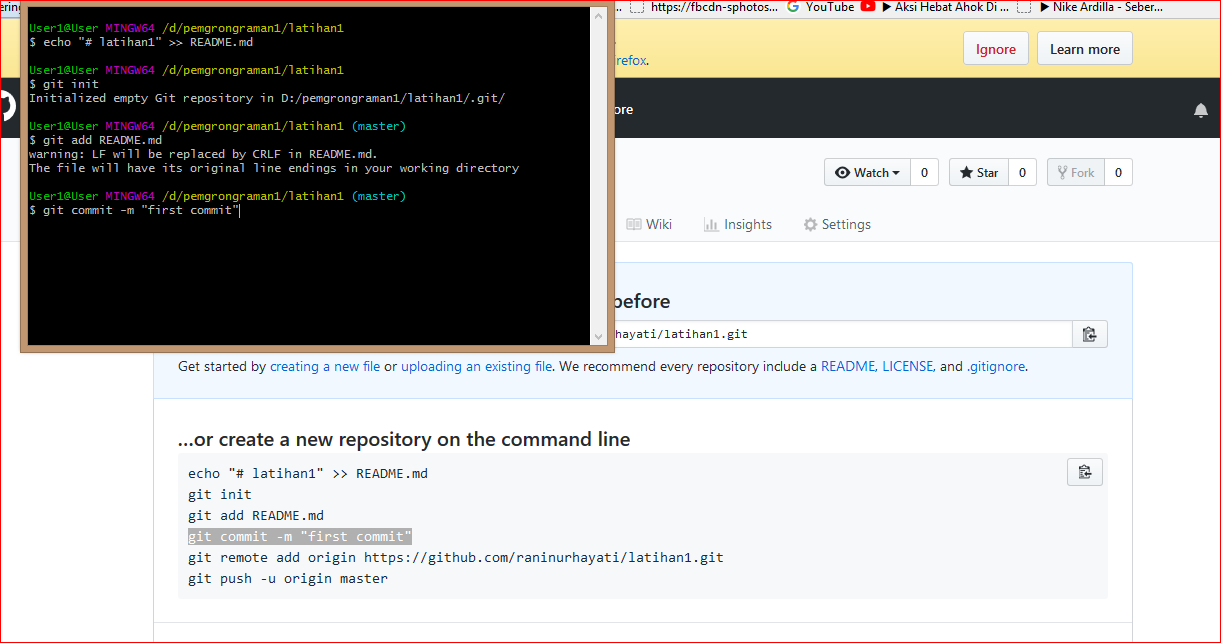 https://fbcdn-sphotos... YouTube ▶ Aksi Hebat Ahok Di ... ▶ Nike Ardilla - Seber...
User1@User MINGW64 /d/pemgrongraman1/latihan1
$ echo "# latihan1" >> README.md
User1@User MINGW64 /d/pemgrongraman1/latihan1
$ git init
Initialized empty Git repository in D:/pemgrongraman1/latihan1/.git/
User1@User MINGW64 /d/pemgrongraman1/latihan1 (master)
$ git add README.md
warning: LF will be replaced by CRLF in README.md.
The file will have its original line endings in your working directory
User1@User MINGW64 /d/pemgrongraman1/latihan1 (master)
$ git commit -m "first commit"
refox.
Ignore
Learn more
ore
Watch 0
Star 0
Fork 0
Wiki
Insights
Settings
before
hayati/latihan1.git
Get started by creating a new file or uploading an existing file. We recommend every repository include a README, LICENSE, and .gitignore.
...or create a new repository on the command line
echo "# latihan1" >> README.md
git init
git add README.md
git commit -m "first commit"
git remote add origin https://github.com/raninurhayati/latihan1.git
git push -u origin master